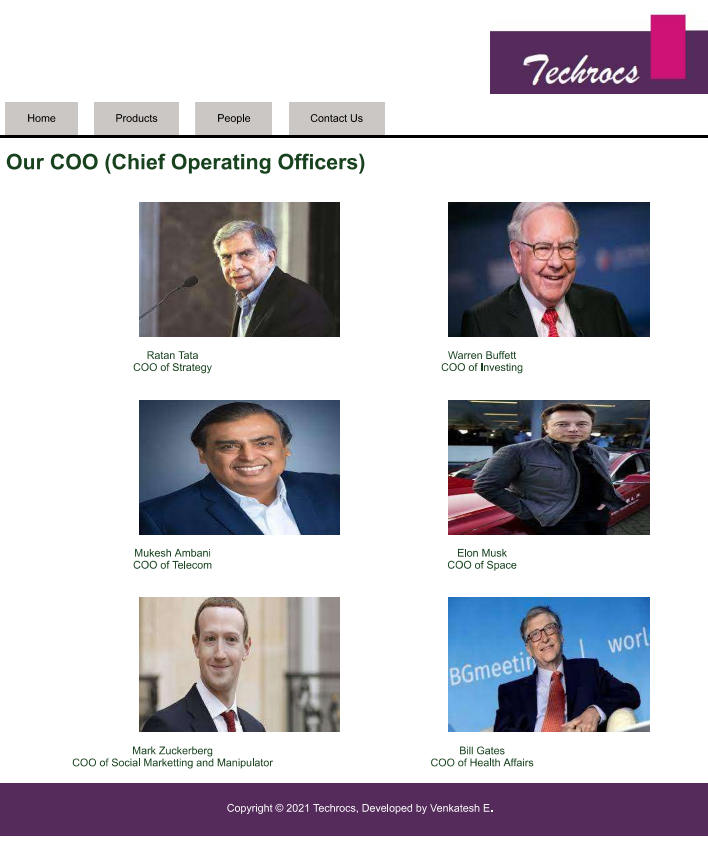 Techrocs
Home
Products
People
Contact Us
Our COO (Chief Operating Officers)
Ratan Tata
COO of Strategy
Warren Buffett
COO of Investing
Mukesh Ambani
COO of Telecom
Elon Musk
COO of Space
BGmeetin
worl
Mark Zuckerberg
COO of Social Marketting and Manipulator
Bill Gates
COO of Health Affairs
Copyright © 2021 Techrocs, Developed by Venkatesh E.